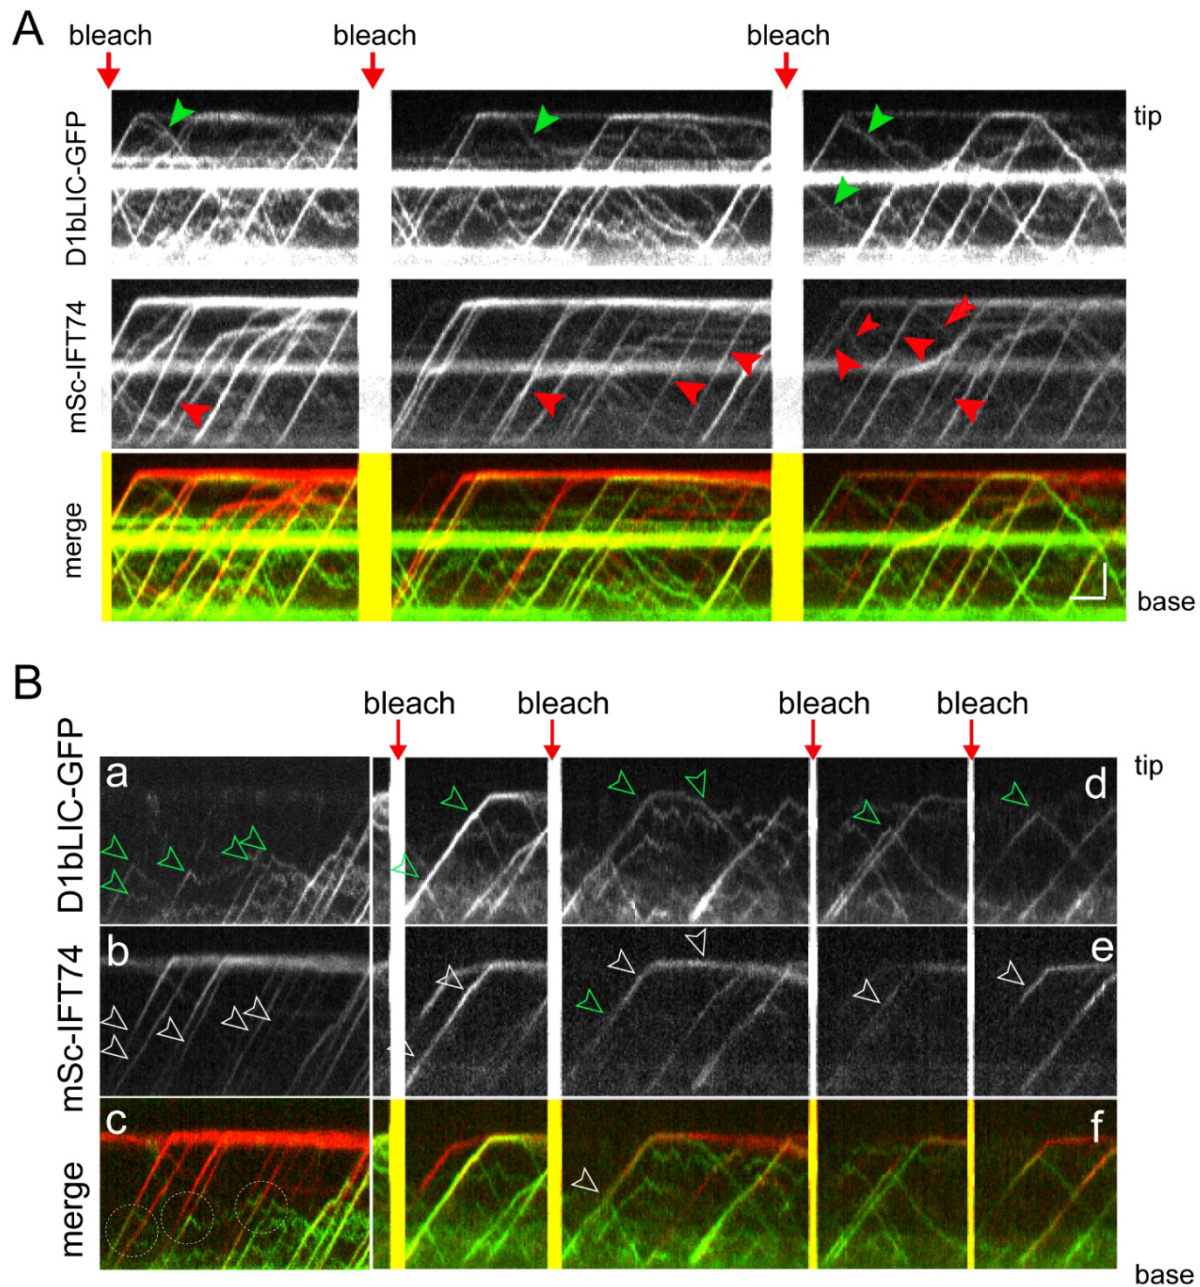 A
bleach bleach bleach
D1bLIC-GFP
tip
mSc-IFT74
merge
base
B
bleach bleach bleach bleach
D1bLIC-GFP
a
d
tip
mSc-IFT74
b
e
merge
c
f
base